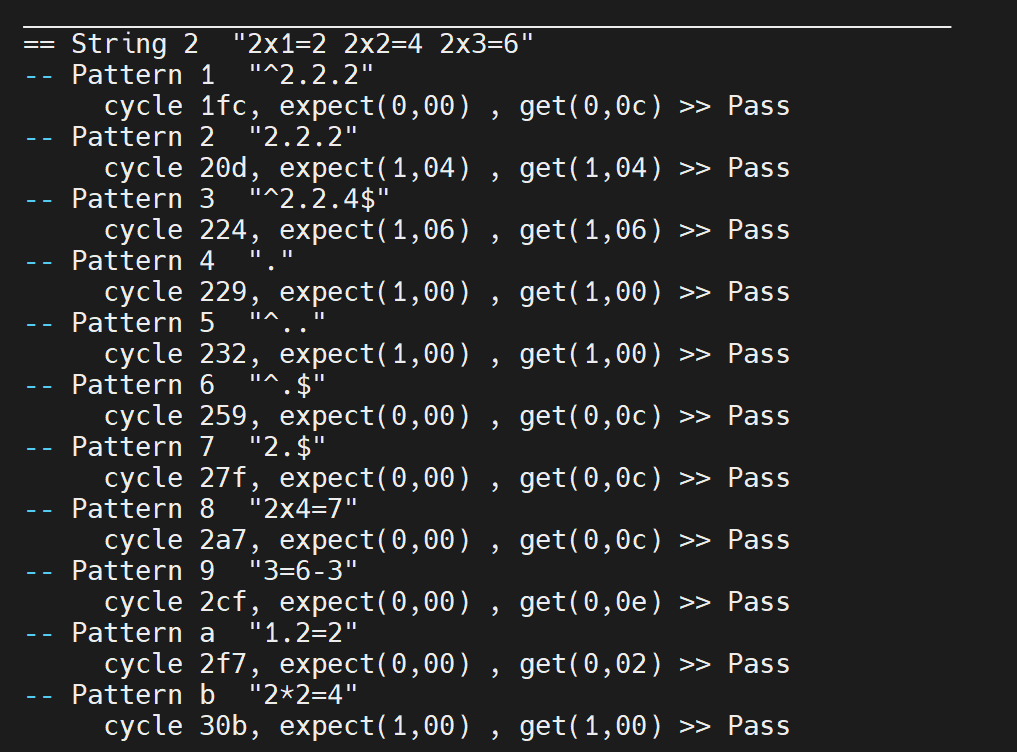 == String 2  "2x1=2 2x2=4 2x3=6"
-- Pattern 1  "^2.2.2"
cycle 1fc, expect(0,00) , get(0,0c) >> Pass
-- Pattern 2  "2.2.2"
cycle 20d, expect(1,04) , get(1,04) >> Pass
-- Pattern 3  "^2.2.4$"
cycle 224, expect(1,06) , get(1,06) >> Pass
-- Pattern 4  "."
cycle 229, expect(1,00) , get(1,00) >> Pass
-- Pattern 5  "^.."
cycle 232, expect(1,00) , get(1,00) >> Pass
-- Pattern 6  "^.$"
cycle 259, expect(0,00) , get(0,0c) >> Pass
-- Pattern 7  "2.$"
cycle 27f, expect(0,00) , get(0,0c) >> Pass
-- Pattern 8  "2x4=7"
cycle 2a7, expect(0,00) , get(0,0c) >> Pass
-- Pattern 9  "3=6-3"
cycle 2cf, expect(0,00) , get(0,0e) >> Pass
-- Pattern a  "1.2=2"
cycle 2f7, expect(0,00) , get(0,02) >> Pass
-- Pattern b  "2*2=4"
cycle 30b, expect(1,00) , get(1,00) >> Pass